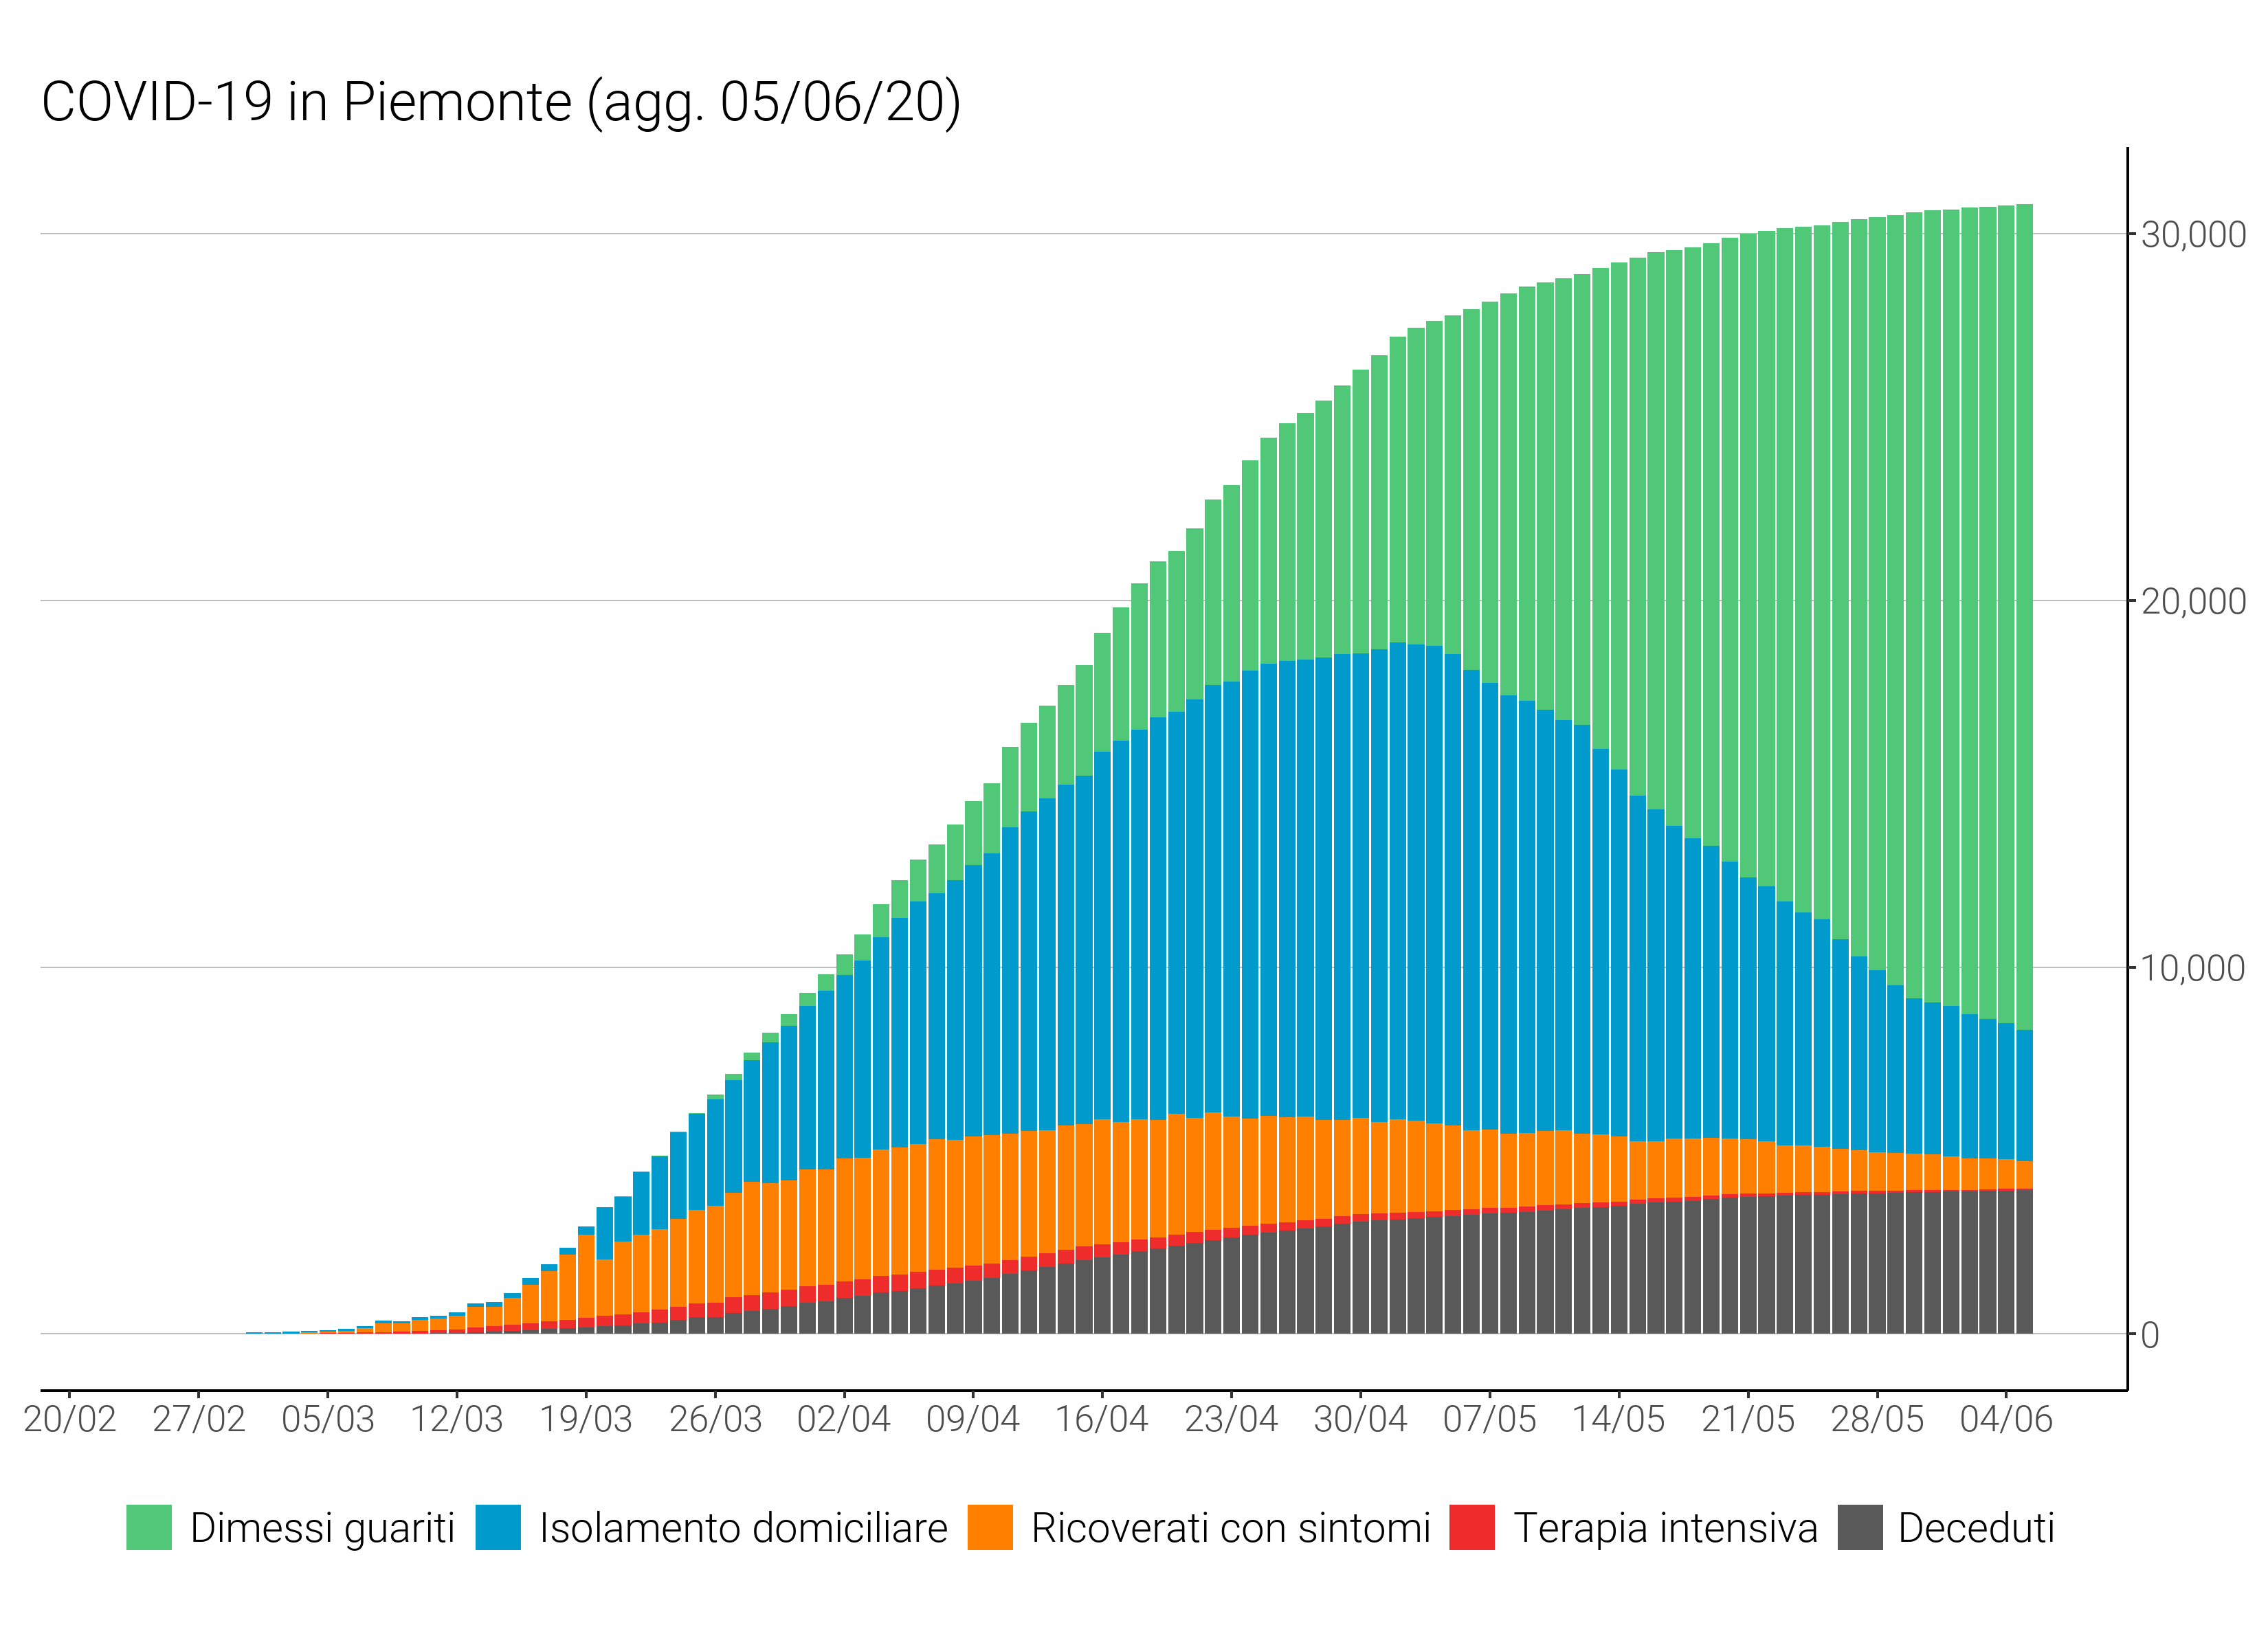 COVID-19 in Piemonte (agg. 05/06/20)
30,000
20,000
10,000
0
20/02 27/02 05/03 12/03 19/03 26/03 02/04 09/04 16/04 23/04 30/04 07/05 14/05 21/05 28/05 04/06
Dimessi guariti Isolamento domiciliare Ricoverati con sintomi Terapia intensiva Deceduti